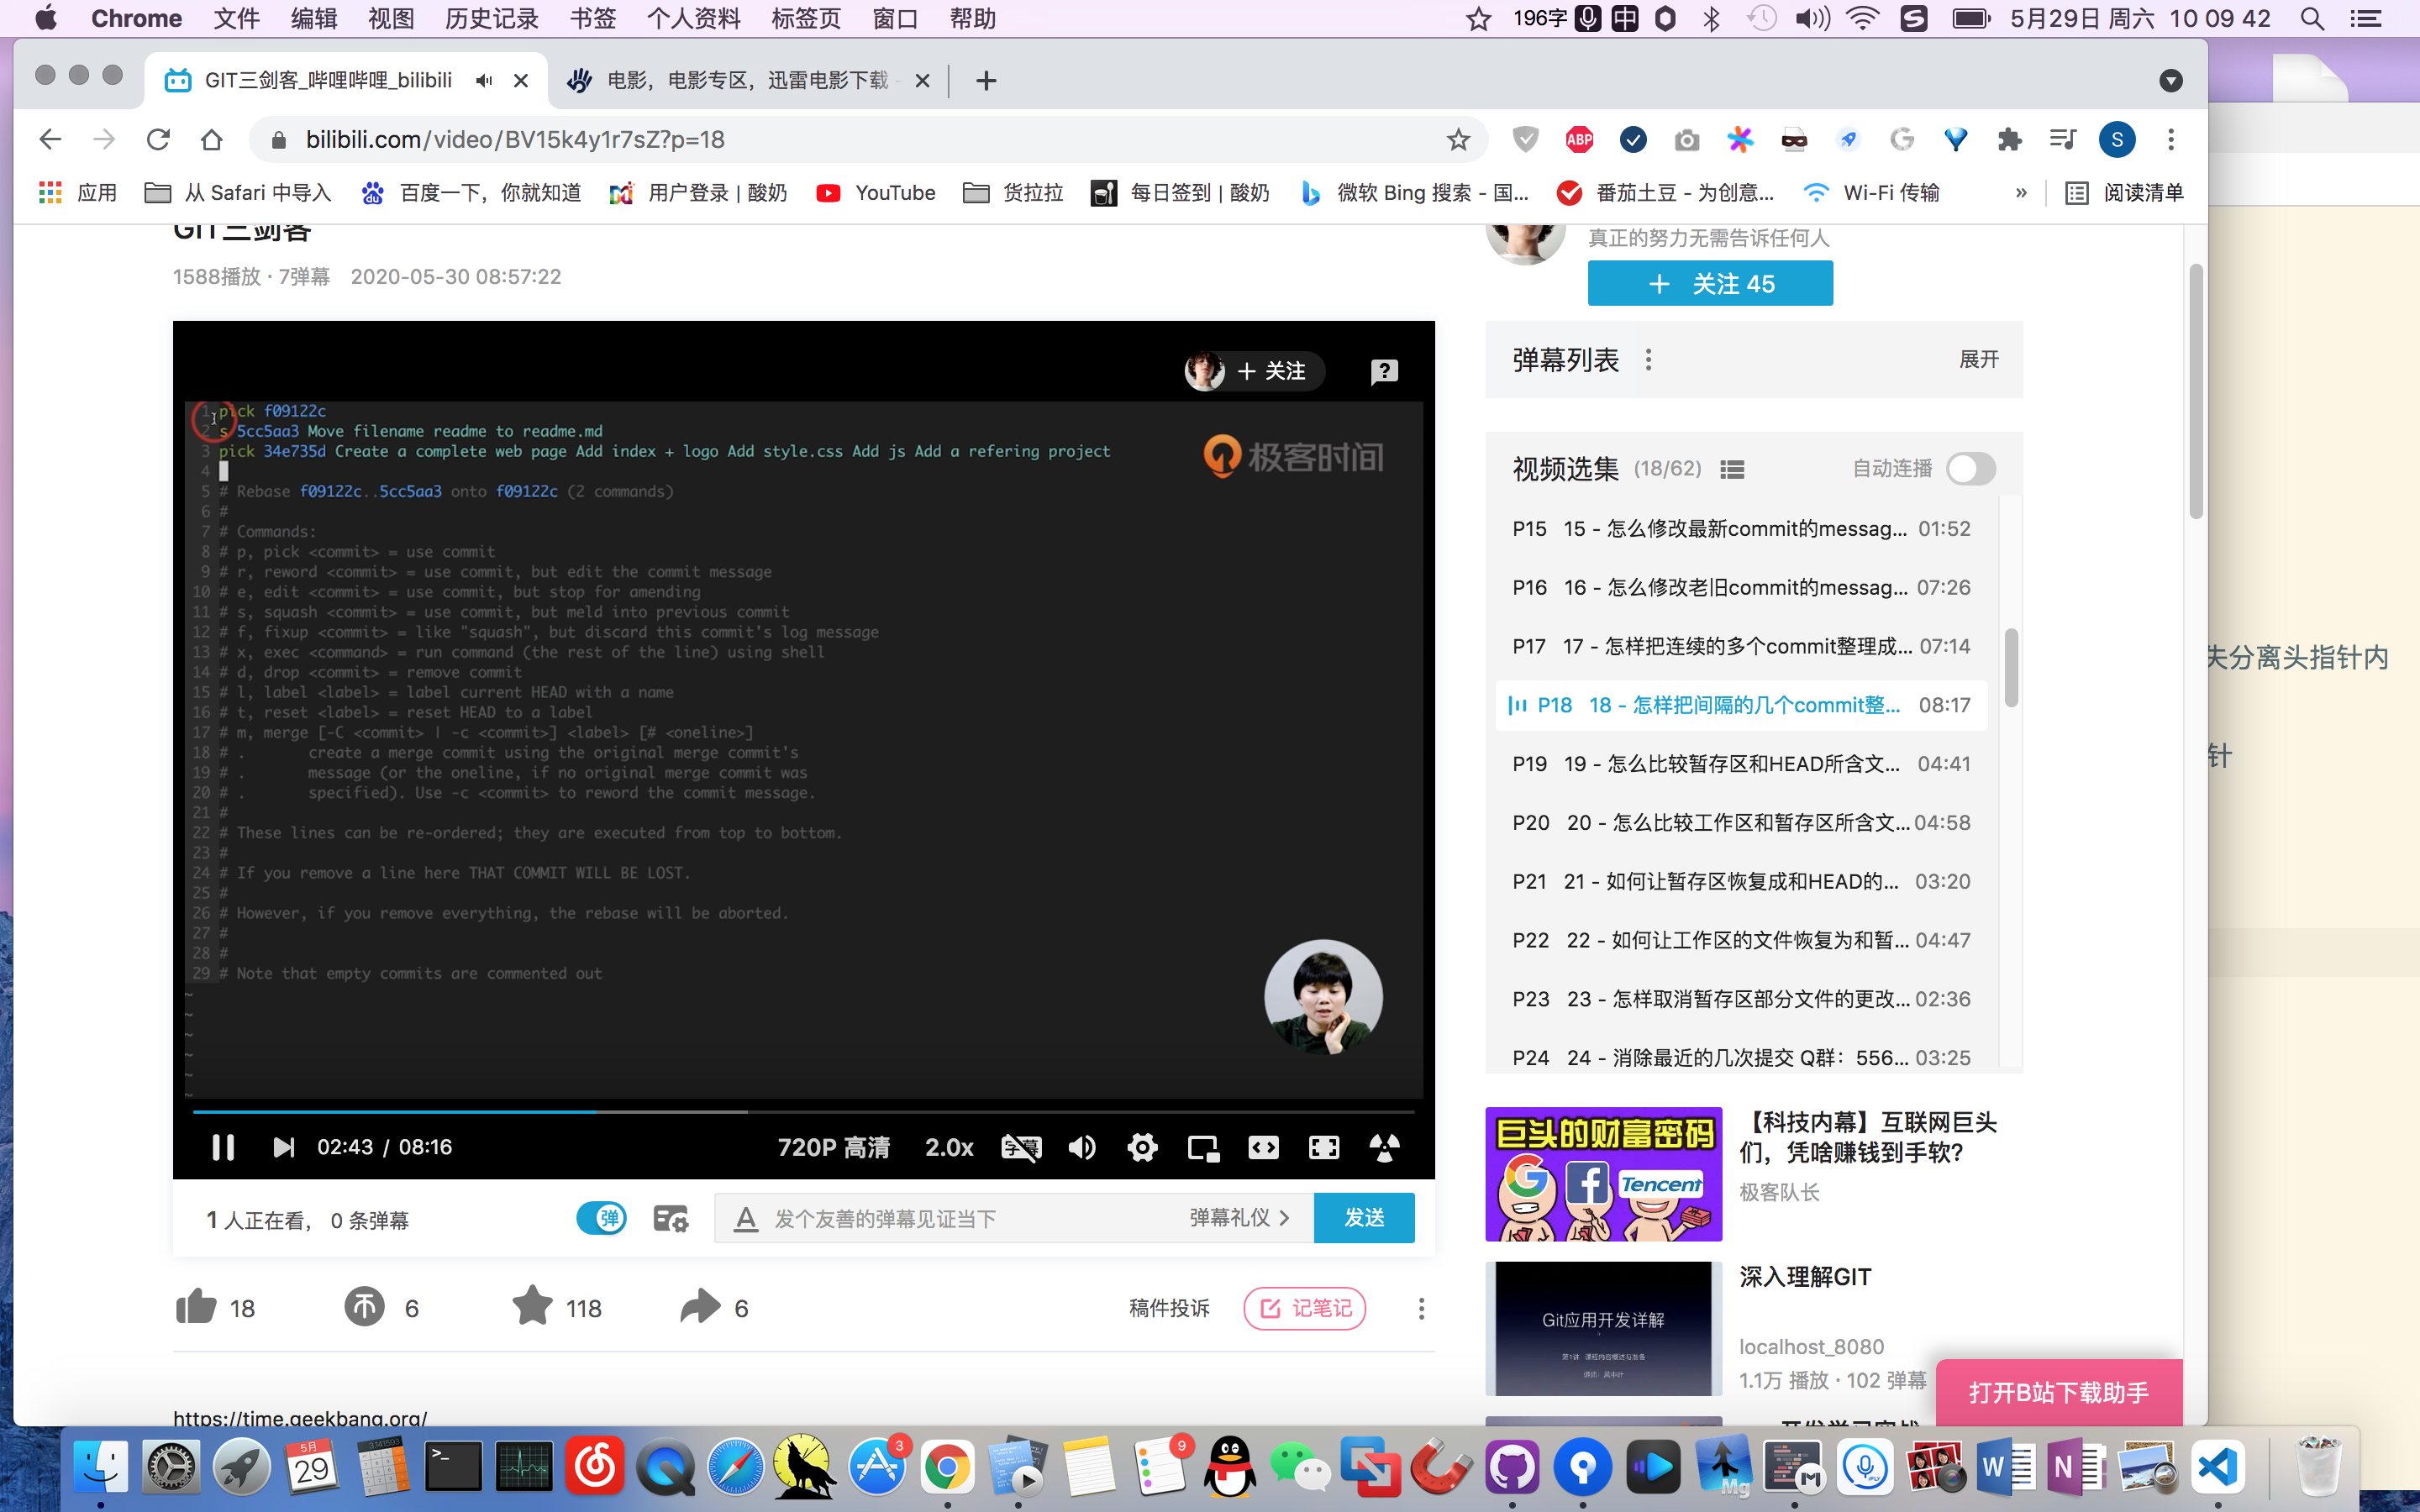 Chrome 文件 编辑 视图 历史记录 书签 个人资料 标签页 窗口 帮助 196字 中 5月29日 周六 10 09 42
GIT三剑客_哔哩哔哩_bilibili 电影，电影专区，迅雷电影下载 -
bilibili.com/video/BV15k4y1r7sZ?p=18 ABP S
应用 从 Safari 中导入 百度一下，你就知道 用户登录 | 酸奶 YouTube 货拉拉 每日签到 | 酸奶 微软 Bing 搜索 - 国... 番茄土豆 - 为创意... Wi-Fi 传输 » 阅读清单
GIT三剑客
1588播放 · 7弹幕 2020-05-30 08:57:22
真正的努力无需告诉任何人
+ 关注 45
+ 关注
极客时间
1 pick f09122c
2 s 5cc5aa3 Move filename readme to readme.md
3 pick 34e735d Create a complete web page Add index + logo Add style.css Add js Add a refering project
4
5 # Rebase f09122c..5cc5aa3 onto f09122c (2 commands)
6 #
7 # Commands:
8 # p, pick <commit> = use commit
9 # r, reword <commit> = use commit, but edit the commit message
10 # e, edit <commit> = use commit, but stop for amending
11 # s, squash <commit> = use commit, but meld into previous commit
12 # f, fixup <commit> = like "squash", but discard this commit's log message
13 # x, exec <command> = run command (the rest of the line) using shell
14 # d, drop <commit> = remove commit
15 # l, label <label> = label current HEAD with a name
16 # t, reset <label> = reset HEAD to a label
17 # m, merge [-C <commit> | -c <commit>] <label> [# <oneline>]
18 # . create a merge commit using the original merge commit's
19 # . message (or the oneline, if no original merge commit was
20 # . specified). Use -c <commit> to reword the commit message.
21 #
22 # These lines can be re-ordered; they are executed from top to bottom.
23 #
24 # If you remove a line here THAT COMMIT WILL BE LOST.
25 #
26 # However, if you remove everything, the rebase will be aborted.
27 #
28 #
29 # Note that empty commits are commented out
~
~
~
~
~
~
02:43 / 08:16 720P 高清 2.0x 字幕
1 人正在看， 0 条弹幕 弹 A 发个友善的弹幕见证当下 弹幕礼仪 > 发送
18 6 118 6 稿件投诉 记笔记
https://time.geekbang.org/
弹幕列表 展开
视频选集 (18/62) 自动连播
P15 15 - 怎么修改最新commit的messag... 01:52
P16 16 - 怎么修改老旧commit的messag... 07:26
P17 17 - 怎样把连续的多个commit整理成... 07:14
P18 18 - 怎样把间隔的几个commit整... 08:17
P19 19 - 怎么比较暂存区和HEAD所含文... 04:41
P20 20 - 怎么比较工作区和暂存区所含文... 04:58
P21 21 - 如何让暂存区恢复成和HEAD的... 03:20
P22 22 - 如何让工作区的文件恢复为和暂... 04:47
P23 23 - 怎样取消暂存区部分文件的更改... 02:36
P24 24 - 消除最近的几次提交 Q群：556... 03:25
巨头的财富密码
Tencent
【科技内幕】互联网巨头
们，凭啥赚钱到手软？
极客队长
Git应用开发详解
深入理解GIT
localhost_8080
1.1万 播放 · 102 弹幕
打开B站下载助手
失分离头指针内
针
5月 29 3 9 Mg W N